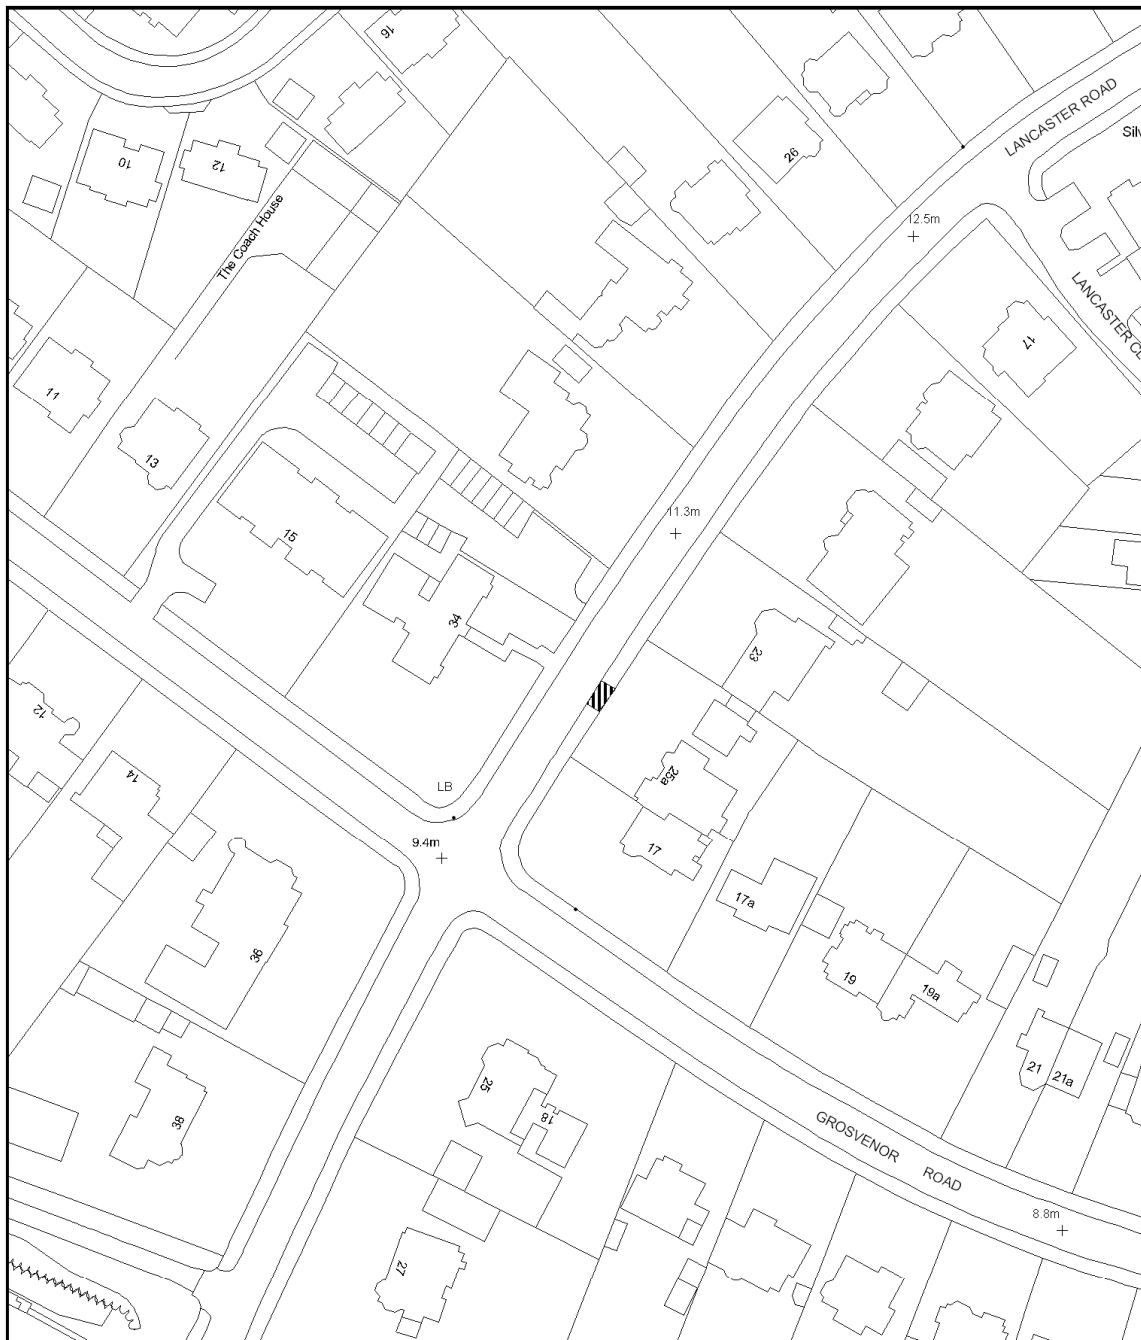 16
LANCASTER ROAD
Silv
10
12
26
The Coach House
12.5m
LANCASTER CL
17
11
13
15
11.3m
34
23
12
14
25a
LB
9.4m
17
17a
36
19
19a
21
21a
25
18
38
GROSVENOR ROAD
8.8m
27